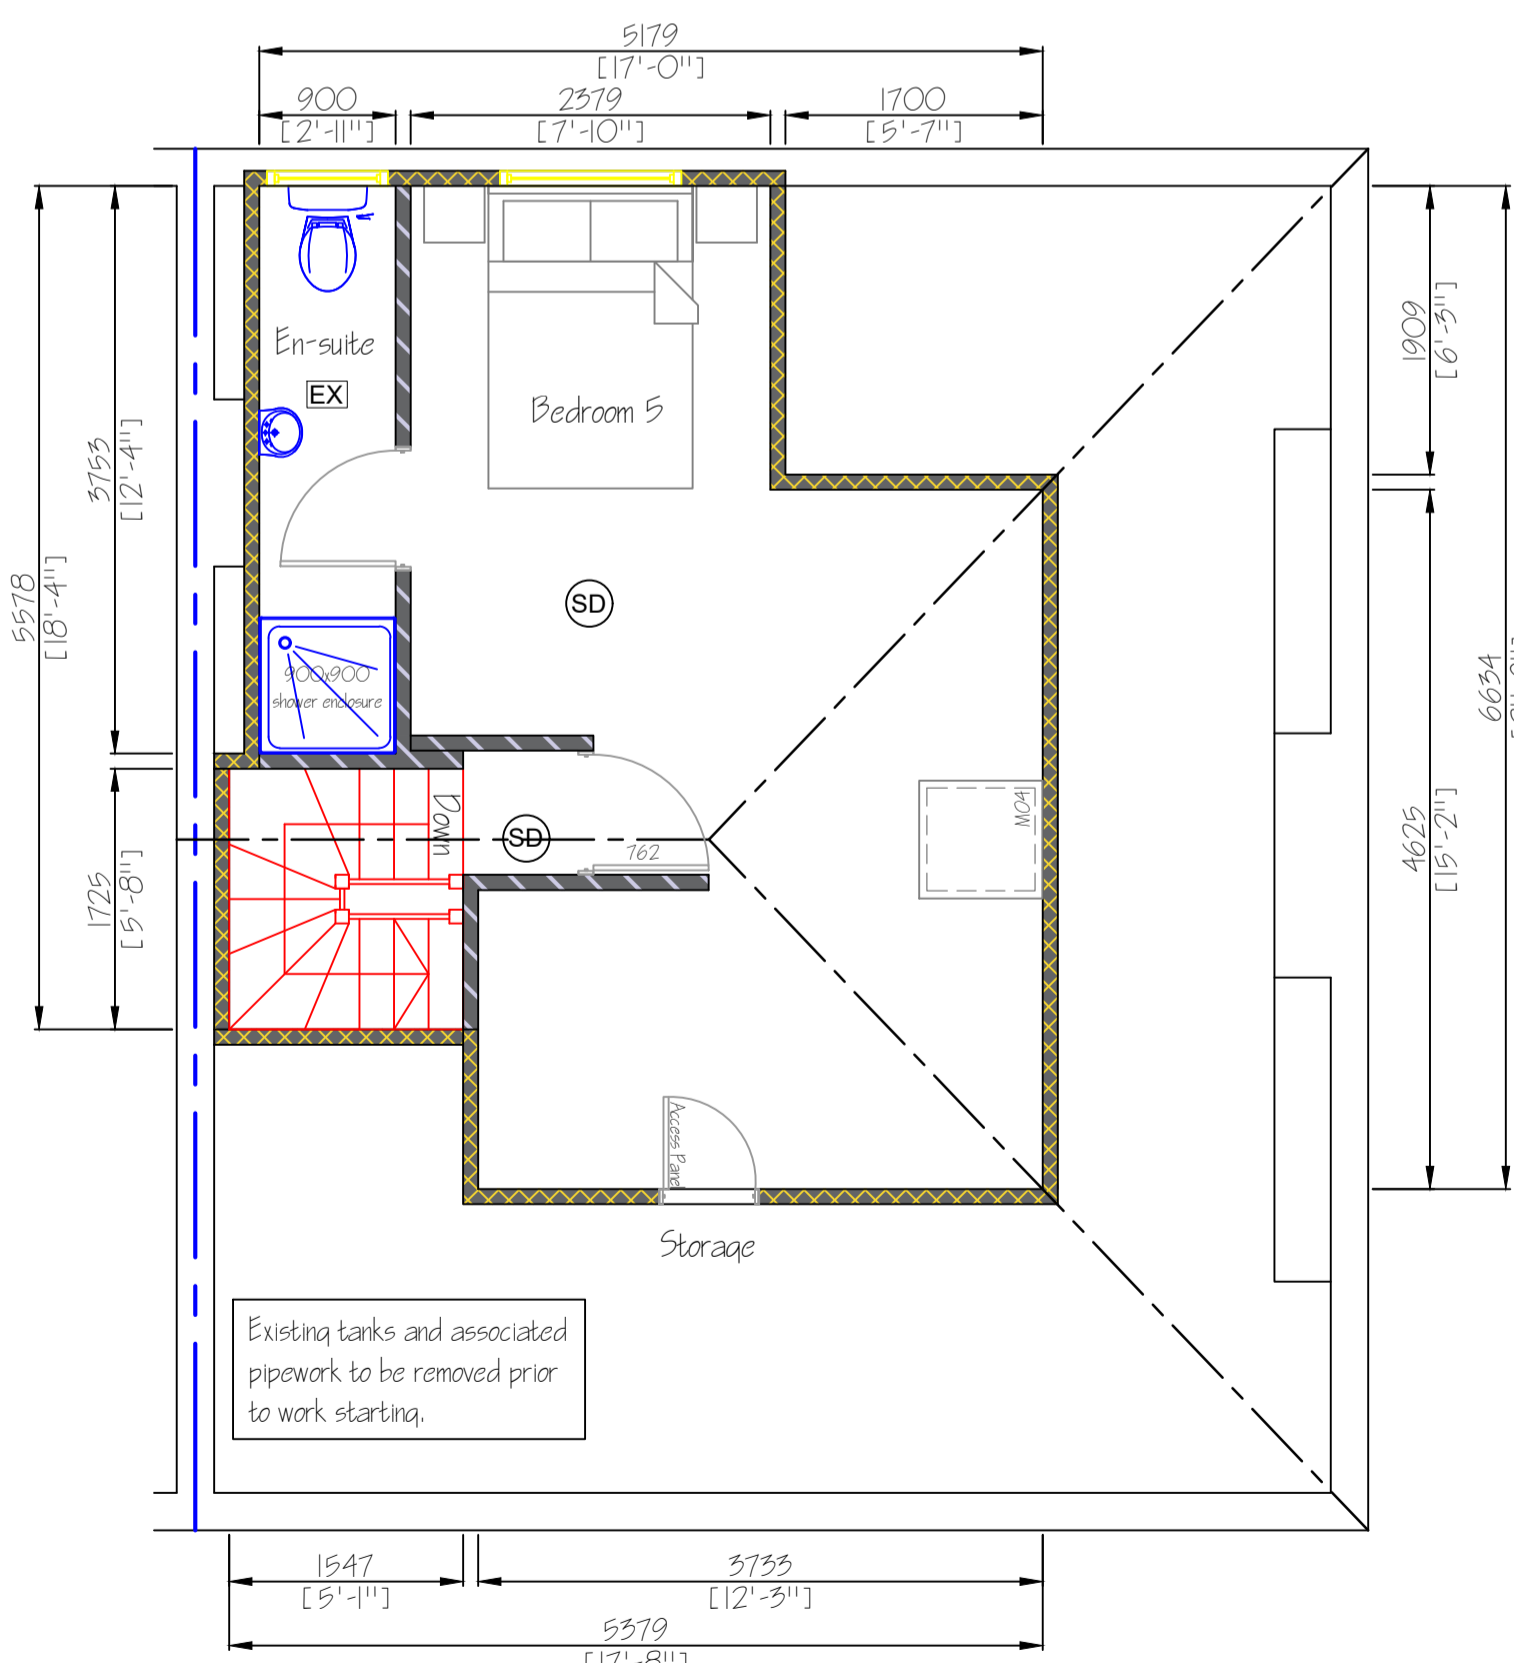 5179
[17'-0"]
900
[2'-11"]
2379
[7'-10"]
1700
[5'-7"]
1909
[6'-3"]
En-suite
EX
Bedroom 5
3753
[12'-4"]
5578
[18'-4"]
SD
900x900
shower enclosure
6634
Down
SD
762
MOA
4625
[15'-2"]
1725
[5'-8"]
Access Panel
Storage
Existing tanks and associated
pipework to be removed prior
to work starting.
1547
[5'-1"]
3733
[12'-3"]
5379
[17'-8"]